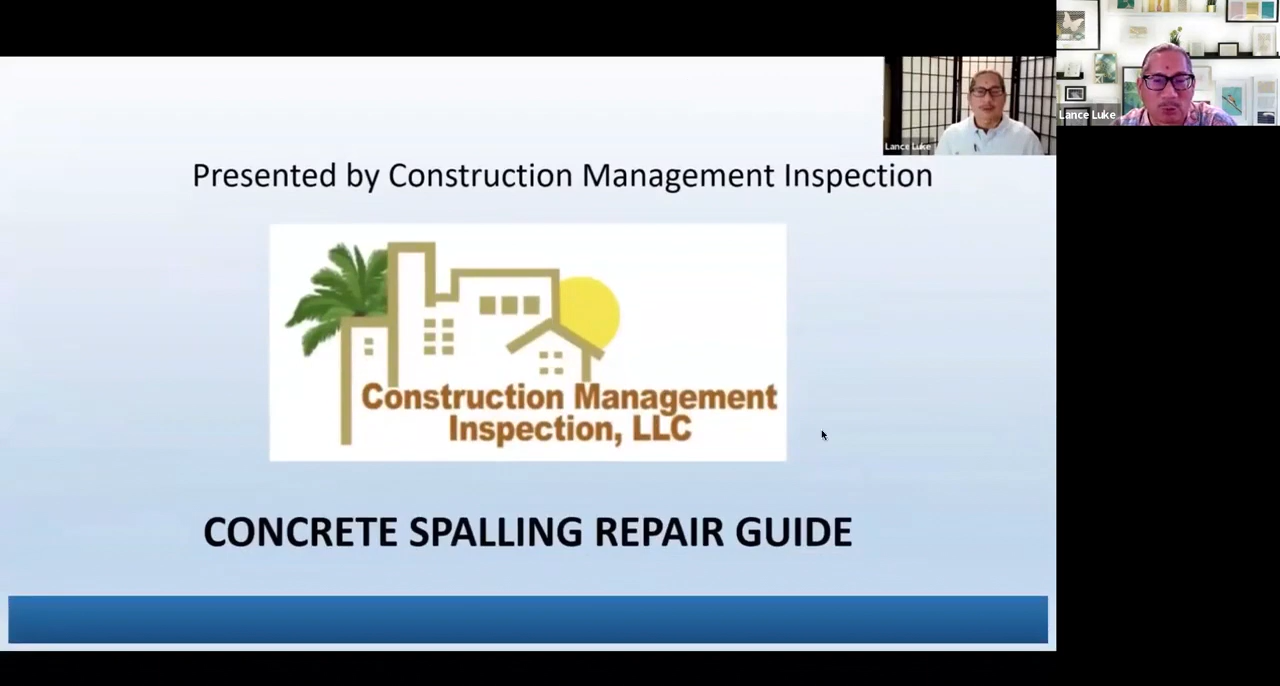 Lance Luke
Lance Luke
Presented by Construction Management Inspection
Construction Management
Inspection, LLC
CONCRETE SPALLING REPAIR GUIDE